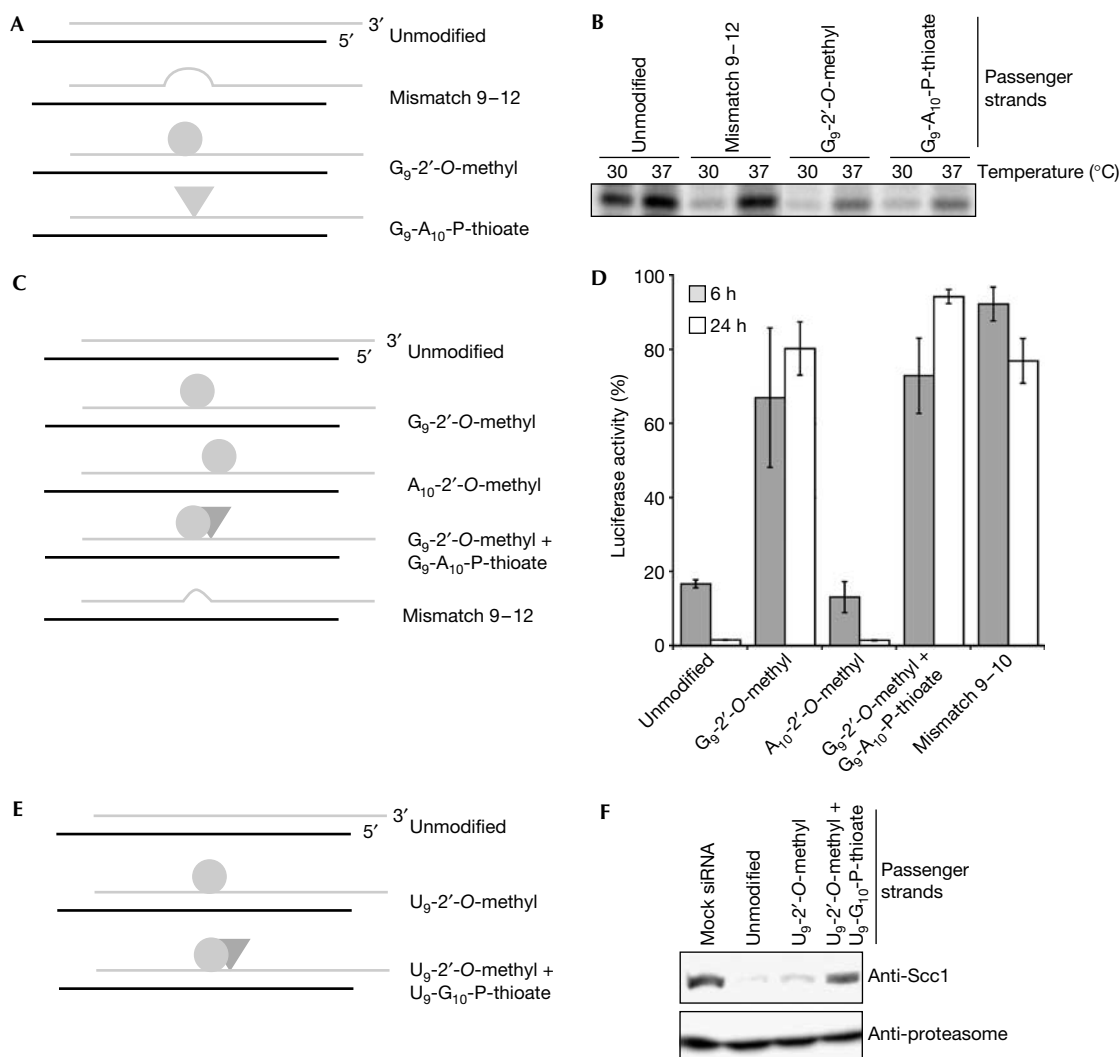 A
3′
5′
Unmodified
Mismatch 9–12
G9-2′-O-methyl
G9-A10-P-thioate
B
Unmodified
Mismatch 9–12
G9-2′-O-methyl
G9-A10-P-thioate
Passenger
strands
30 37 30 37 30 37 30 37
Temperature (°C)
C
3′
5′
Unmodified
G9-2′-O-methyl
A10-2′-O-methyl
G9-2′-O-methyl +
G9-A10-P-thioate
Mismatch 9–12
D
100
80
60
40
20
0
Luciferase activity (%)
6 h
24 h
Unmodified
G9-2′-O-methyl
A10-2′-O-methyl
G9-2′-O-methyl +
G9-A10-P-thioate
Mismatch 9–10
E
3′
5′
Unmodified
U9-2′-O-methyl
U9-2′-O-methyl +
U9-G10-P-thioate
F
Mock siRNA
Unmodified
U9-2′-O-methyl
U9-2′-O-methyl +
U9-G10-P-thioate
Passenger
strands
Anti-Scc1
Anti-proteasome